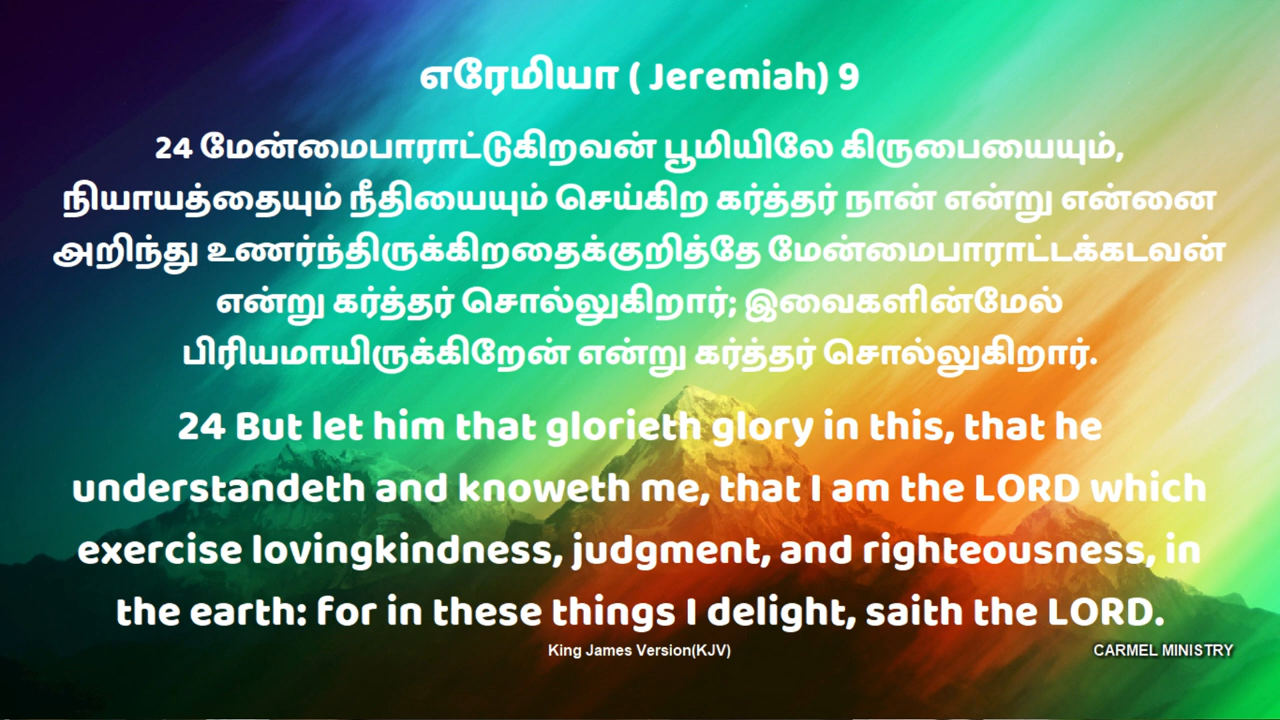 எரேமியா ( Jeremiah) 9
24 மேன்மைபாராட்டுகிறவன் பூமியிலே கிருபையையும்,
நியாயத்தையும் நீதியையும் செய்கிற கர்த்தர் நான் என்று என்னை
அறிந்து உணர்ந்திருக்கிறதைக்குறித்தே மேன்மைபாராட்டக்கடவன்
என்று கர்த்தர் சொல்லுகிறார்; இவைகளின்மேல்
பிரியமாயிருக்கிறேன் என்று கர்த்தர் சொல்லுகிறார்.
24 But let him that glorieth glory in this, that he
understandeth and knoweth me, that I am the LORD which
exercise lovingkindness, judgment, and righteousness, in
the earth: for in these things I delight, saith the LORD.
King James Version(KJV)
CARMEL MINISTRY